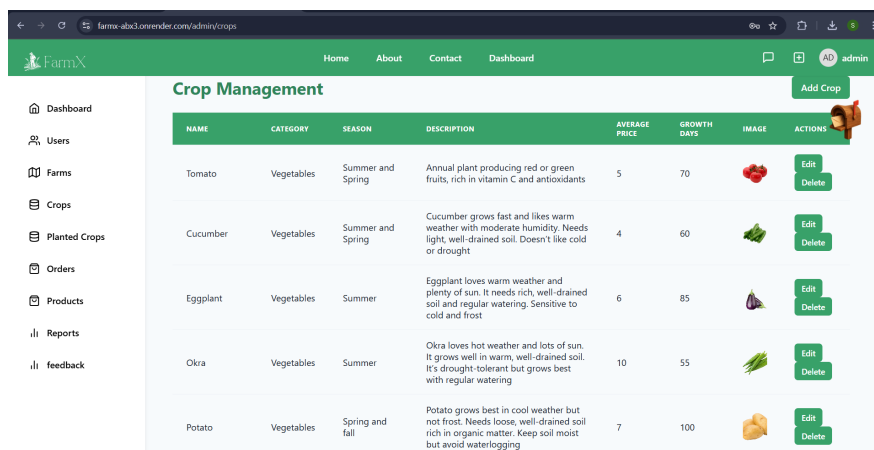 farmx-abx3.onrender.com/admin/crops
S
FarmX
Home About Contact Dashboard
AD admin
Crop Management
Add Crop
Dashboard
Users
Farms
Crops
Planted Crops
Orders
Products
Reports
feedback
NAME CATEGORY SEASON DESCRIPTION AVERAGE PRICE GROWTH DAYS IMAGE ACTIONS
Tomato
Vegetables
Summer and
Spring
Annual plant producing red or green
fruits, rich in vitamin C and antioxidants
5
70
Edit
Delete
Cucumber
Vegetables
Summer and
Spring
Cucumber grows fast and likes warm
weather with moderate humidity. Needs
light, well-drained soil. Doesn't like cold
or drought
4
60
Edit
Delete
Eggplant
Vegetables
Summer
Eggplant loves warm weather and
plenty of sun. It needs rich, well-drained
soil and regular watering. Sensitive to
cold and frost
6
85
Edit
Delete
Okra
Vegetables
Summer
Okra loves hot weather and lots of sun.
It grows well in warm, well-drained soil.
It's drought-tolerant but grows best
with regular watering
10
55
Edit
Delete
Potato
Vegetables
Spring and
fall
Potato grows best in cool weather but
not frost. Needs loose, well-drained soil
rich in organic matter. Keep soil moist
but avoid waterlogging
7
100
Edit
Delete